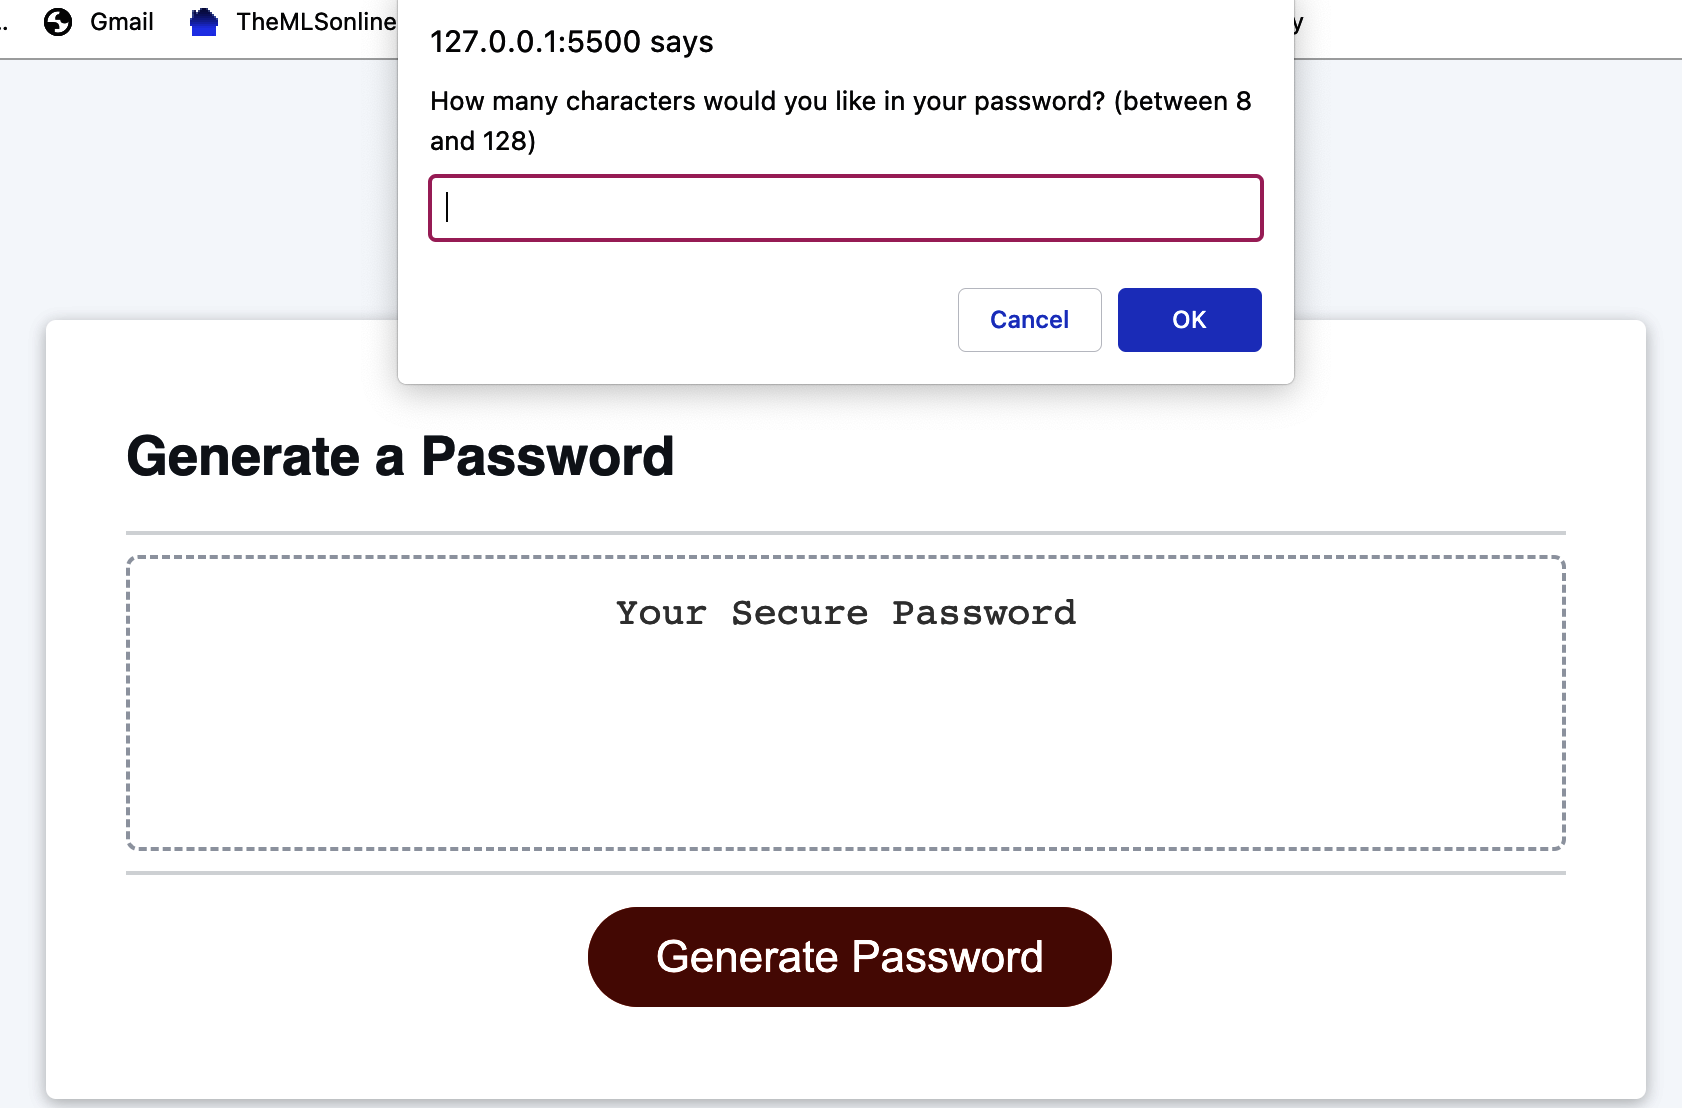 Gmail TheMLSonline
127.0.0.1:5500 says
How many characters would you like in your password? (between 8
and 128)
Cancel OK
Generate a Password
Your Secure Password
Generate Password